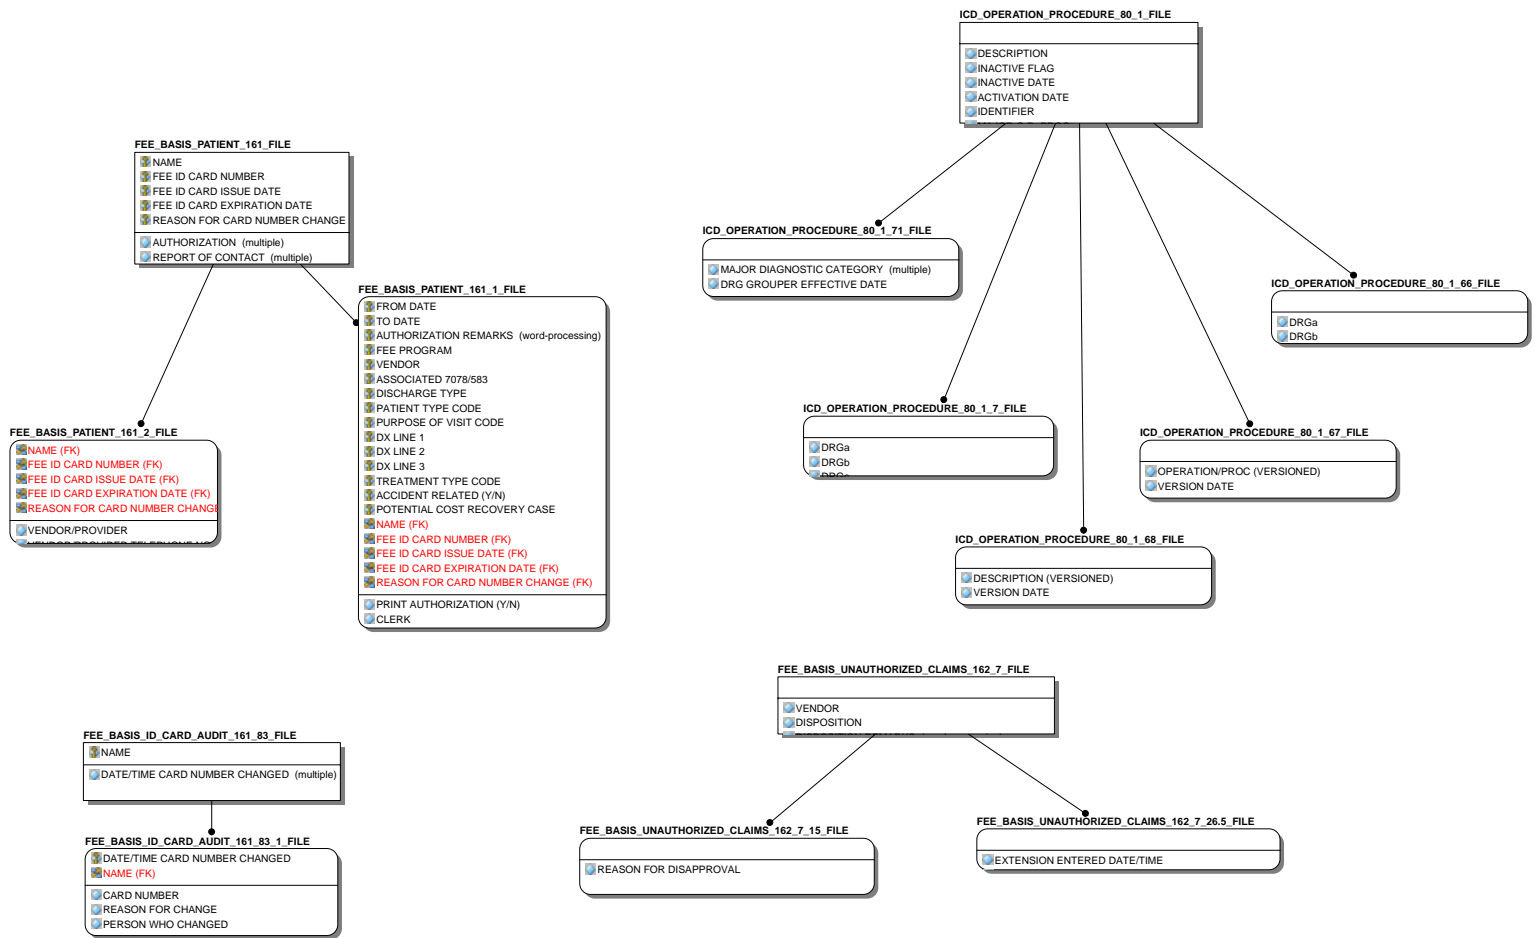 ICD_OPERATION_PROCEDURE_80_1_FILE
DESCRIPTION
INACTIVE FLAG
INACTIVE DATE
ACTIVATION DATE
IDENTIFIER
FEE_BASIS_PATIENT_161_FILE
NAME
FEE ID CARD NUMBER
FEE ID CARD ISSUE DATE
FEE ID CARD EXPIRATION DATE
REASON FOR CARD NUMBER CHANGE
AUTHORIZATION (multiple)
REPORT OF CONTACT (multiple)
ICD_OPERATION_PROCEDURE_80_1_71_FILE
MAJOR DIAGNOSTIC CATEGORY (multiple)
DRG GROUPER EFFECTIVE DATE
ICD_OPERATION_PROCEDURE_80_1_66_FILE
DRGa
DRGb
FEE_BASIS_PATIENT_161_1_FILE
FROM DATE
TO DATE
AUTHORIZATION REMARKS (word-processing)
FEE PROGRAM
VENDOR
ASSOCIATED 7078/583
DISCHARGE TYPE
PATIENT TYPE CODE
PURPOSE OF VISIT CODE
DX LINE 1
DX LINE 2
DX LINE 3
TREATMENT TYPE CODE
ACCIDENT RELATED (Y/N)
POTENTIAL COST RECOVERY CASE
NAME (FK)
FEE ID CARD NUMBER (FK)
FEE ID CARD ISSUE DATE (FK)
FEE ID CARD EXPIRATION DATE (FK)
REASON FOR CARD NUMBER CHANGE (FK)
PRINT AUTHORIZATION (Y/N)
CLERK
FEE_BASIS_PATIENT_161_2_FILE
NAME (FK)
FEE ID CARD NUMBER (FK)
FEE ID CARD ISSUE DATE (FK)
FEE ID CARD EXPIRATION DATE (FK)
REASON FOR CARD NUMBER CHANGE
VENDOR/PROVIDER
ICD_OPERATION_PROCEDURE_80_1_7_FILE
DRGa
DRGb
ICD_OPERATION_PROCEDURE_80_1_67_FILE
OPERATION/PROC (VERSIONED)
VERSION DATE
ICD_OPERATION_PROCEDURE_80_1_68_FILE
DESCRIPTION (VERSIONED)
VERSION DATE
FEE_BASIS_UNAUTHORIZED_CLAIMS_162_7_FILE
VENDOR
DISPOSITION
FEE_BASIS_ID_CARD_AUDIT_161_83_FILE
NAME
DATE/TIME CARD NUMBER CHANGED (multiple)
FEE_BASIS_ID_CARD_AUDIT_161_83_1_FILE
DATE/TIME CARD NUMBER CHANGED
NAME (FK)
CARD NUMBER
REASON FOR CHANGE
PERSON WHO CHANGED
FEE_BASIS_UNAUTHORIZED_CLAIMS_162_7_15_FILE
REASON FOR DISAPPROVAL
FEE_BASIS_UNAUTHORIZED_CLAIMS_162_7_26.5_FILE
EXTENSION ENTERED DATE/TIME